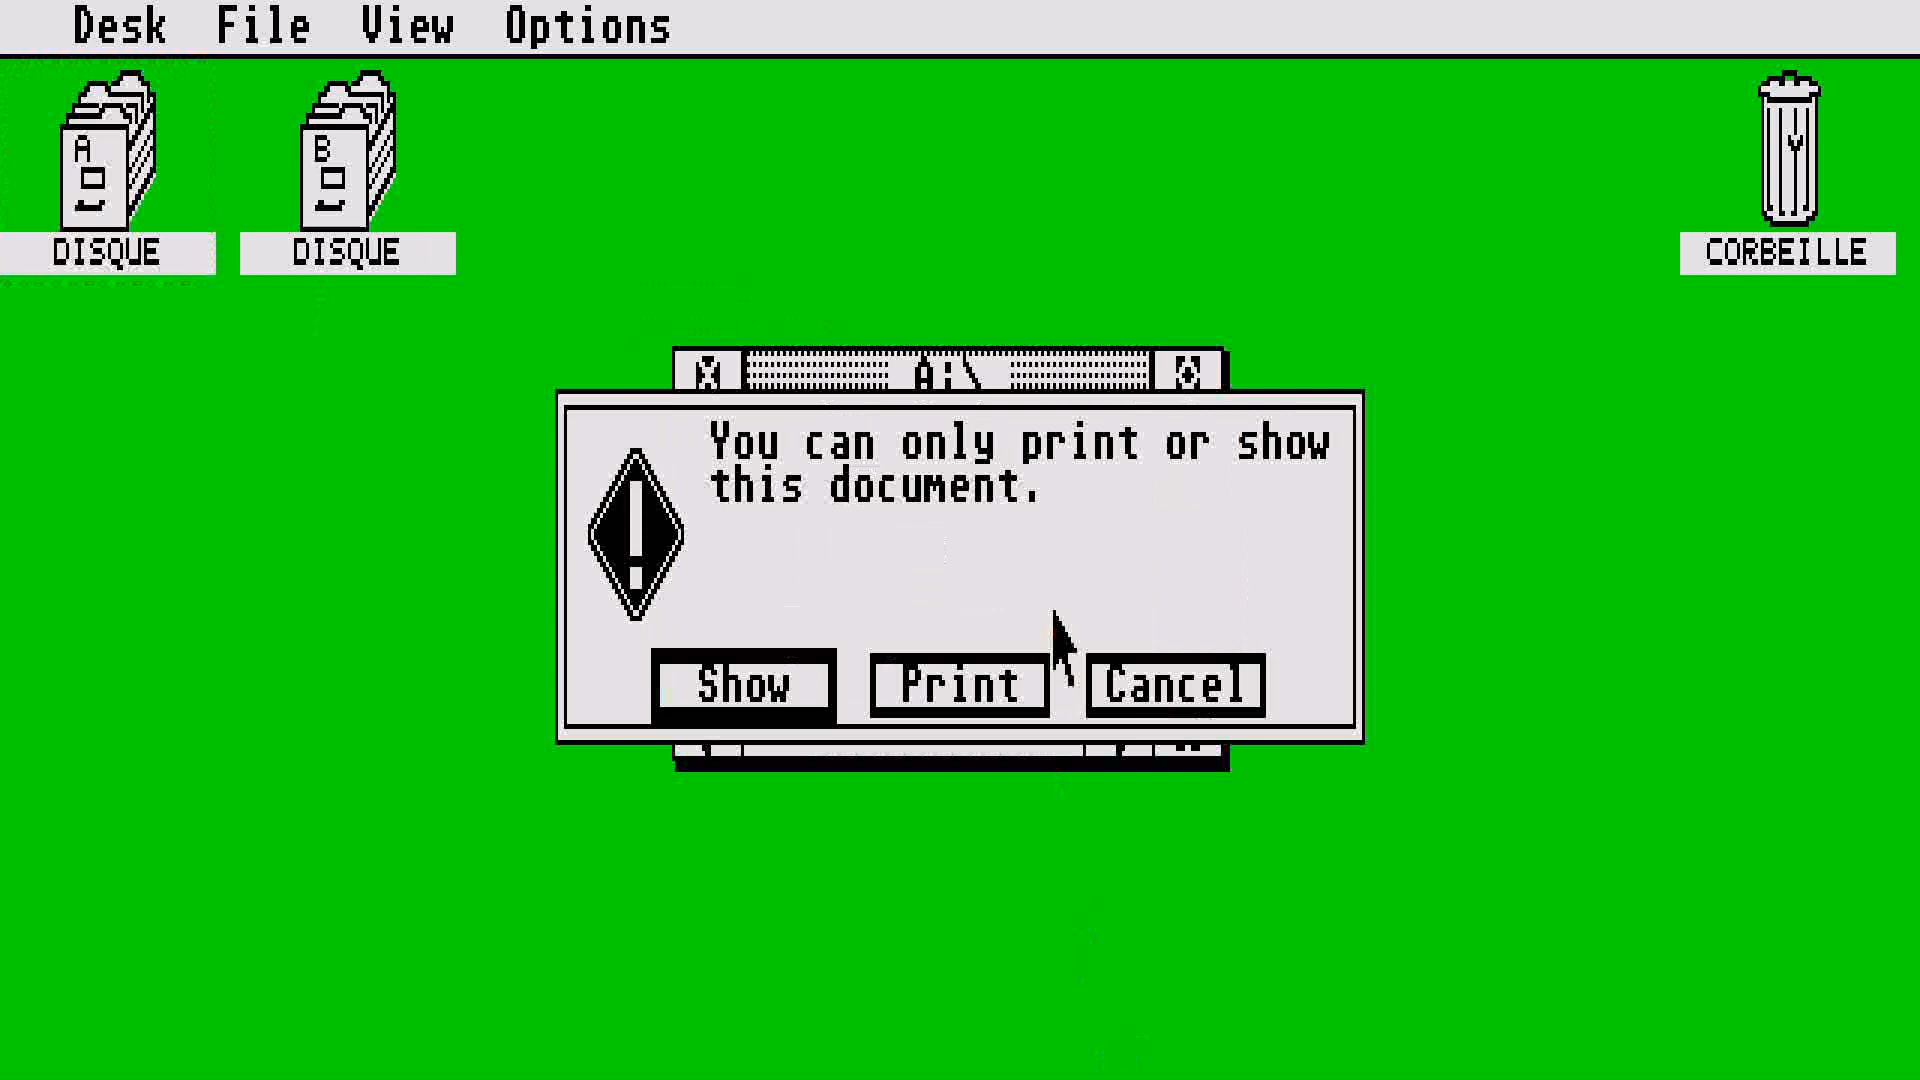 Desk File View Options
A
B
DISQUE
DISQUE
CORBEILLE
A:\
You can only print or show
this document.
Show
Print
Cancel